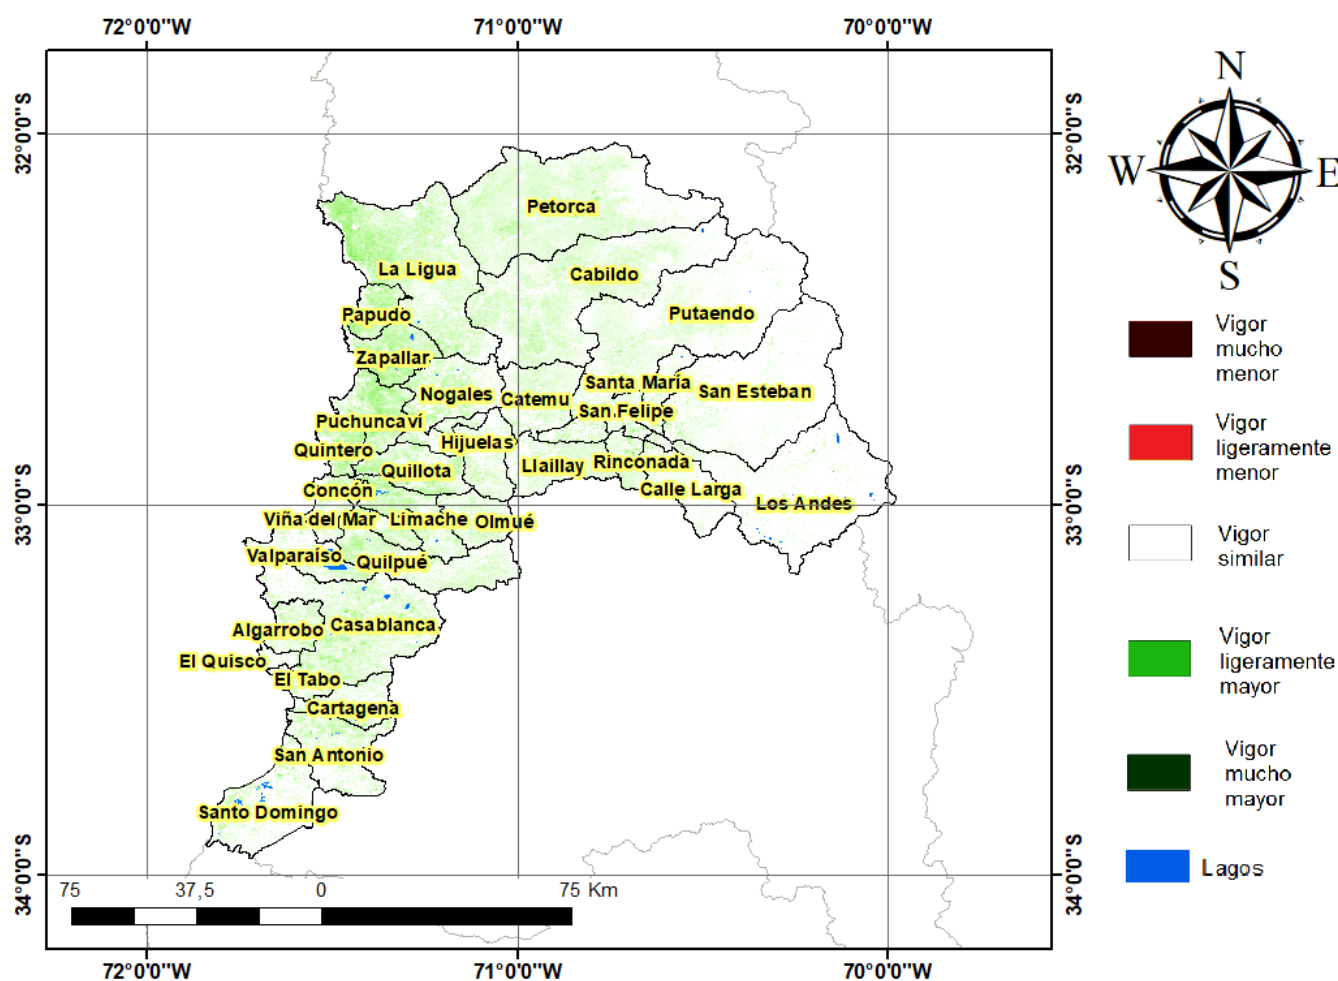 72°0'0"W 71°0'0"W 70°0'0"W
32°0'0"S
32°0'0"S
33°0'0"S
33°0'0"S
34°0'0"S
34°0'0"S
N
W
E
S
Petorca
La Ligua
Cabildo
Papudo
Putaendo
Zapallar
Nogales
Catemu
Santa María
San Esteban
San Felipe
Puchuncaví
Hijuelas
Quintero
Quillota
Llaillay
Rinconada
Concón
Calle Larga
Los Andes
Viña del Mar
Limache
Olmué
Valparaíso
Quilpué
Algarrobo
Casablanca
El Quisco
El Tabo
Cartagena
San Antonio
Santo Domingo
75 37,5 0 75 Km
72°0'0"W 71°0'0"W 70°0'0"W
Vigor
mucho
menor
Vigor
ligeramente
menor
Vigor
similar
Vigor
ligeramente
mayor
Vigor
mucho
mayor
Lagos